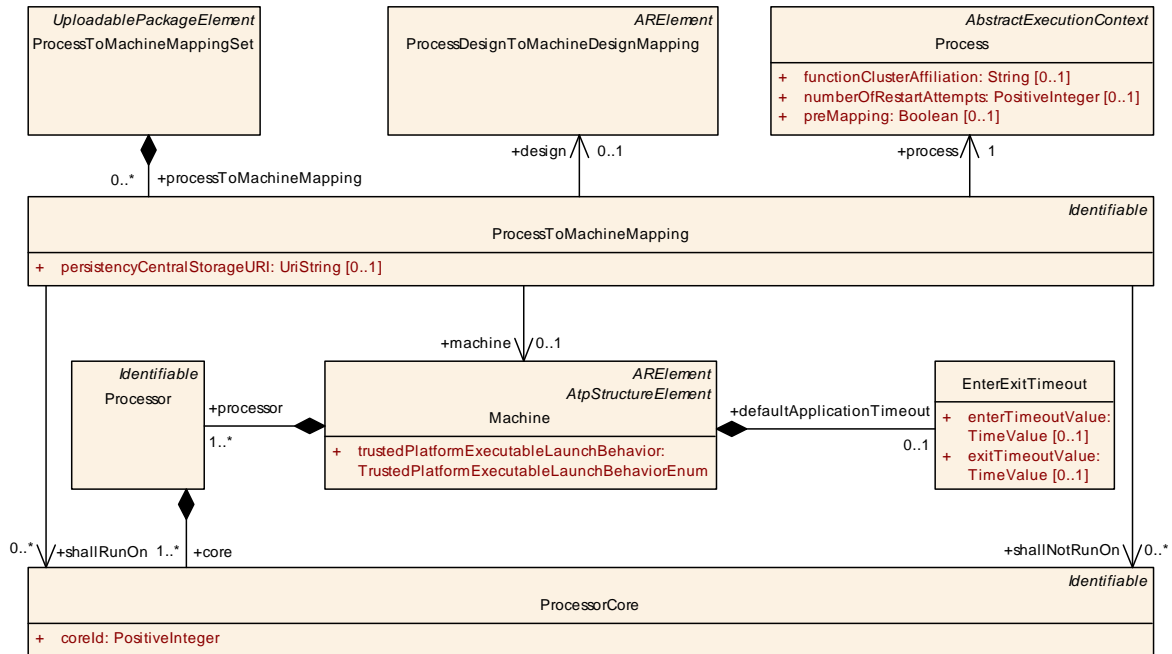 UploadablePackageElement
ProcessToMachineMappingSet
ARElement
ProcessDesignToMachineDesignMapping
AbstractExecutionContext
Process
+ functionClusterAffiliation: String [0..1]
+ numberOfRestartAttempts: PositiveInteger [0..1]
+ preMapping: Boolean [0..1]
0..* +processToMachineMapping
+design 0..1
+process 1
Identifiable
ProcessToMachineMapping
+ persistencyCentralStorageURI: UriString [0..1]
+machine 0..1
Identifiable
Processor
+processor
1..*
ARElement
AtpStructureElement
Machine
+ trustedPlatformExecutableLaunchBehavior:
TrustedPlatformExecutableLaunchBehaviorEnum
+defaultApplicationTimeout
0..1
EnterExitTimeout
+ enterTimeoutValue:
TimeValue [0..1]
+ exitTimeoutValue:
TimeValue [0..1]
0..* +shallRunOn 1..* +core
+shallNotRunOn 0..*
Identifiable
ProcessorCore
+ coreId: PositiveInteger